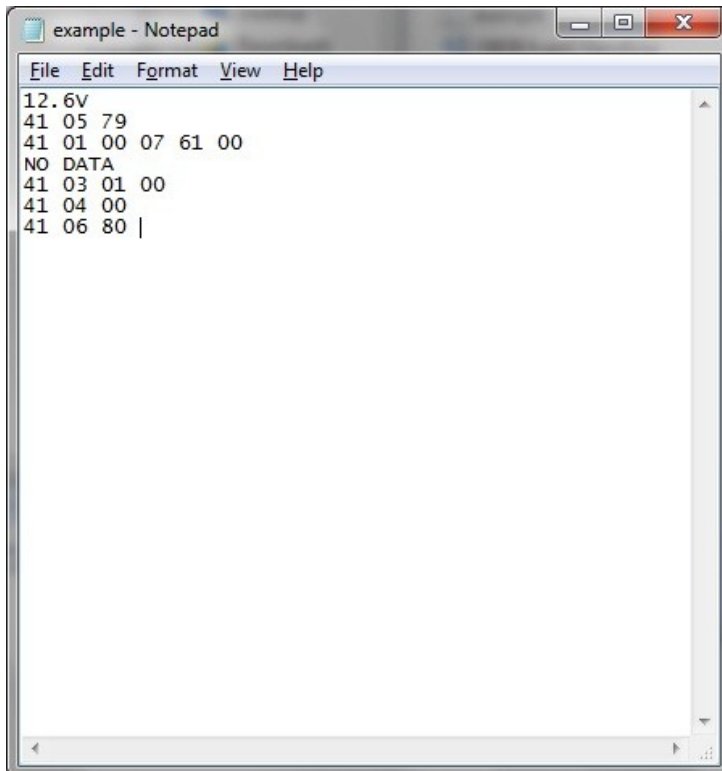 example - Notepad
File Edit Format View Help
12.6V
41 05 79
41 01 00 07 61 00
NO DATA
41 03 01 00
41 04 00
41 06 80